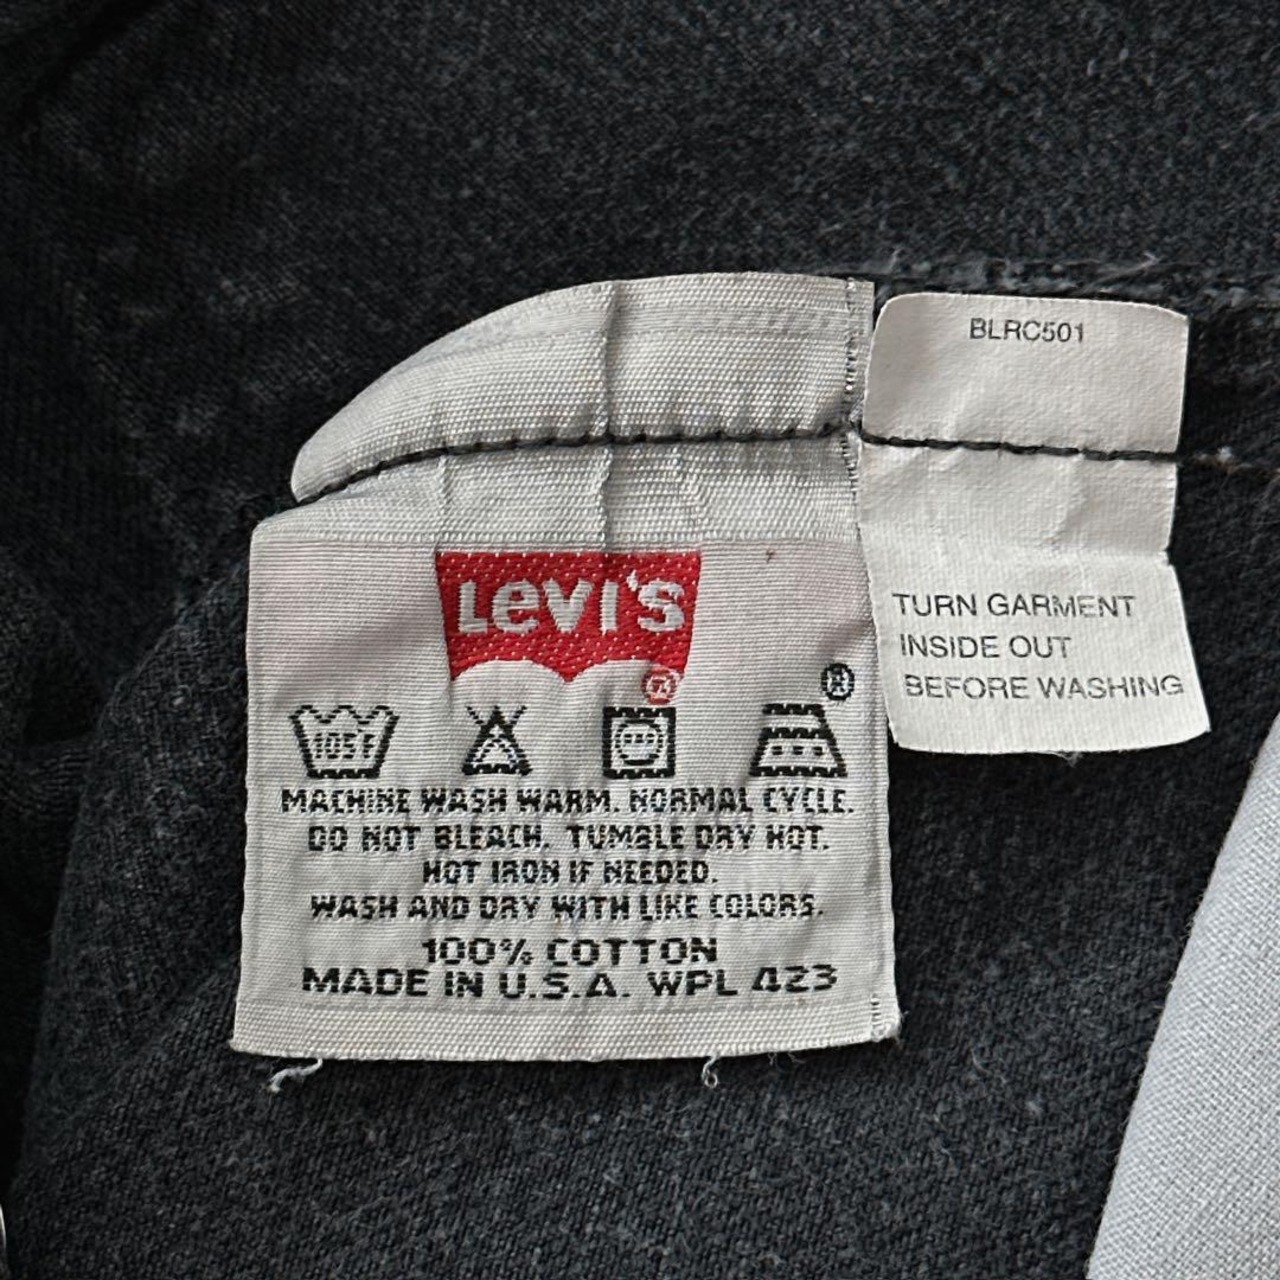 BLRC501
TURN GARMENT
INSIDE OUT
BEFORE WASHING
LEVI'S
®
®
105F
MACHINE WASH WARM. NORMAL CYCLE.
DO NOT BLEACH. TUMBLE DRY HOT.
HOT IRON IF NEEDED.
WASH AND DRY WITH LIKE COLORS.
100% COTTON
MADE IN U.S.A. WPL 423